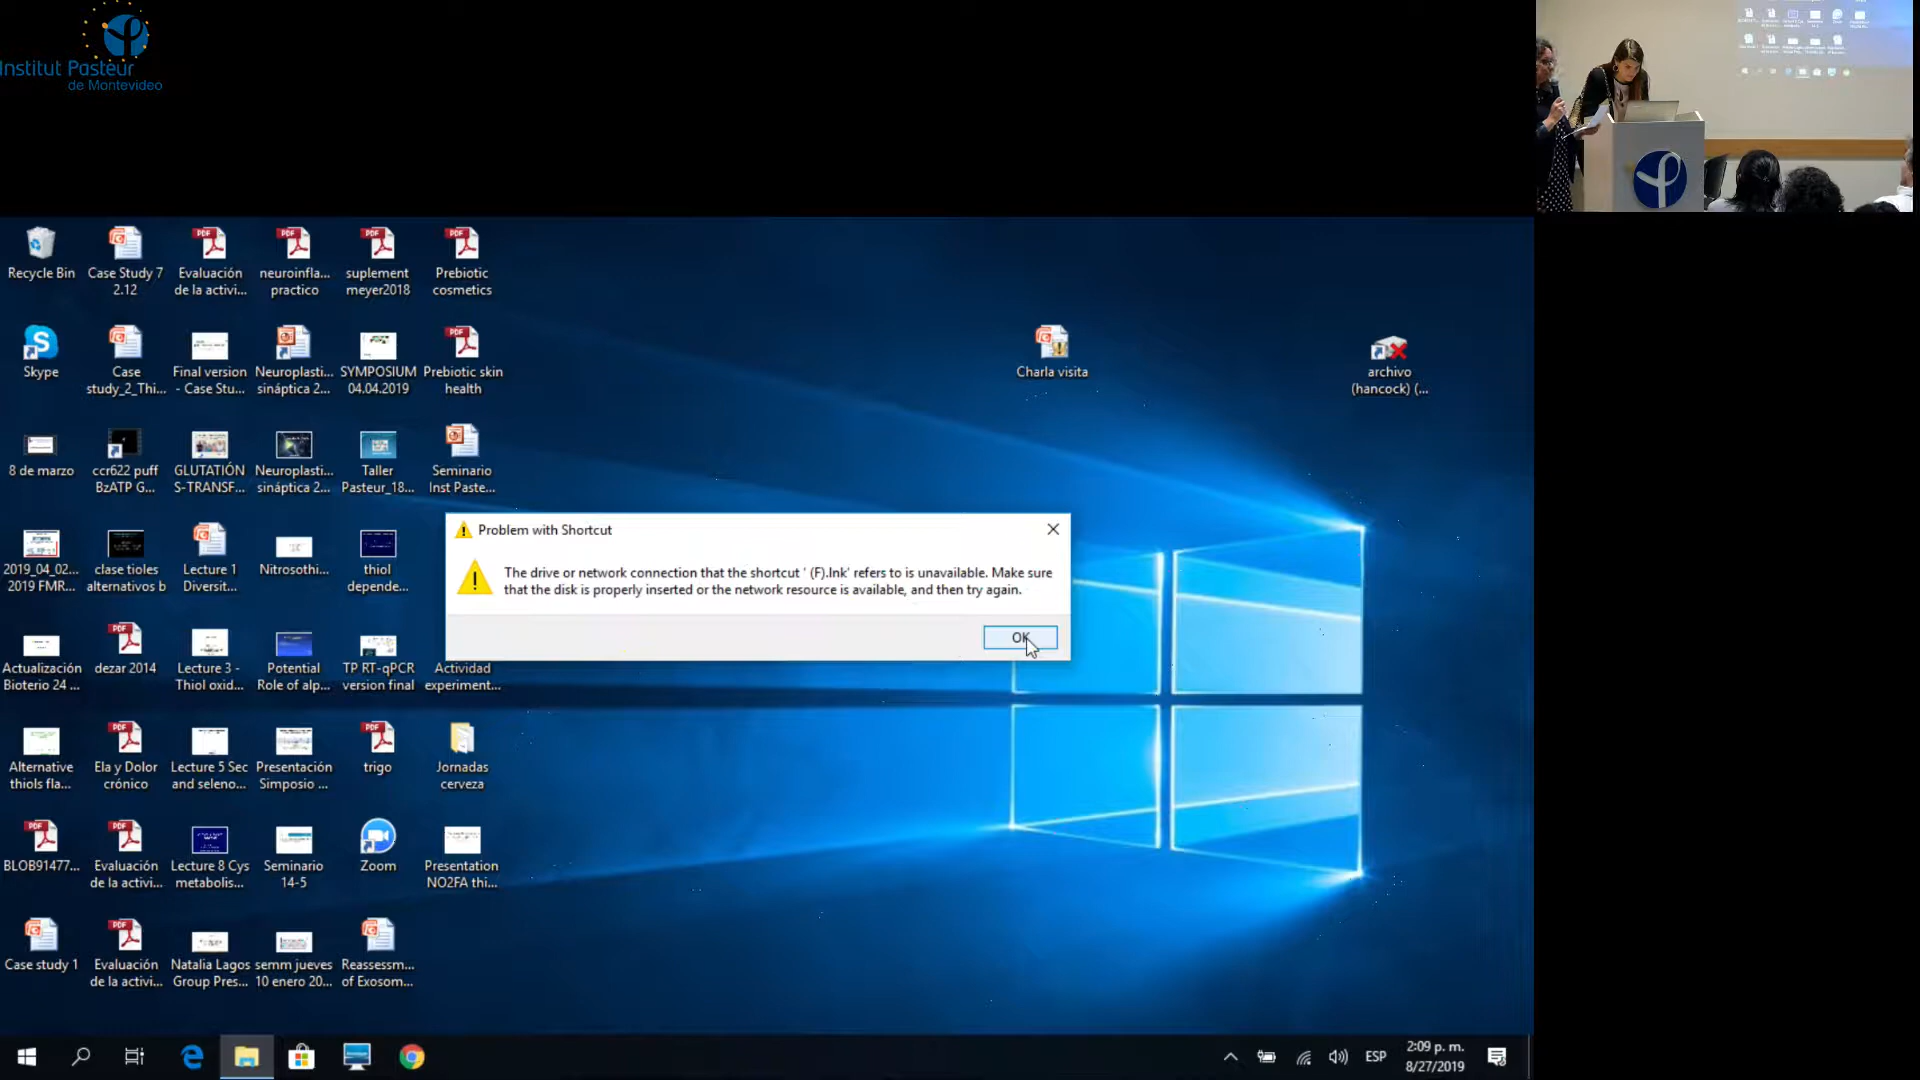 Institut Pasteur
de Montevideo
Recycle Bin
Case Study 7
2.12
Evaluación
de la activi...
neuroinfla...
practico
suplement
meyer2018
Prebiotic
cosmetics
Skype
Case
study_2_Thi...
Final version
- Case Stu...
Neuroplasti...
sináptica 2...
SYMPOSIUM
04.04.2019
Prebiotic skin
health
Charla visita
archivo
(hancock) (...
8 de marzo
ccr622 puff
BzATP G...
GLUTATIÓN
S-TRANSF...
Neuroplasti...
sináptica 2...
Taller
Pasteur_18...
Seminario
Inst Paste...
Problem with Shortcut
The drive or network connection that the shortcut ' (F).lnk' refers to is unavailable. Make sure
that the disk is properly inserted or the network resource is available, and then try again.
OK
2019_04_02...
2019 FMR...
clase tioles
alternativos b
Lecture 1
Diversit...
Nitrosothi...
thiol
depende...
Actualización
Bioterio 24 ...
dezar 2014
Lecture 3 -
Thiol oxid...
Potential
Role of alp...
TP RT-qPCR
version final
Actividad
experiment...
Alternative
thiols fla...
Ela y Dolor
crónico
Lecture 5 Sec
and seleno...
Presentación
Simposio ...
trigo
Jornadas
cerveza
BLOB91477...
Evaluación
de la activi...
Lecture 8 Cys
metabolis...
Seminario
14-5
Zoom
Presentation
NO2FA thi...
Case study 1
Evaluación
de la activi...
Natalia Lagos
Group Pres...
semm jueves
10 enero 20...
Reassessm...
of Exosom...
ESP
2:09 p. m.
8/27/2019